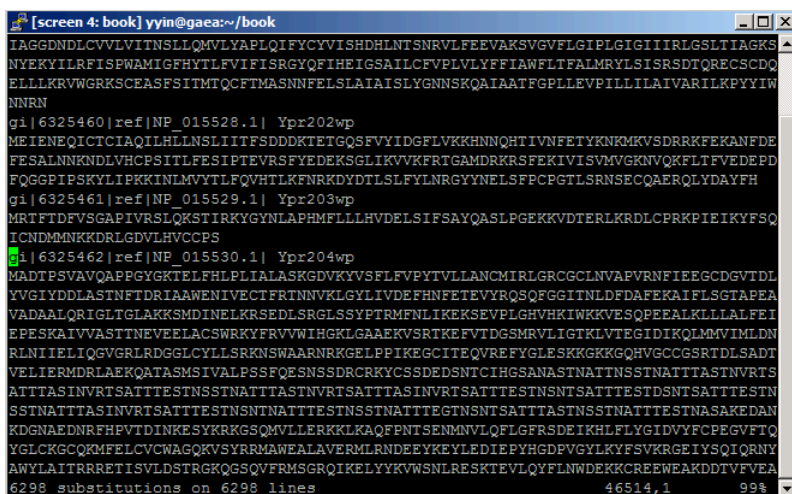 [screen 4: book] yyin@gaea:~/book
IAGGDNDLCVVLVITNSLLQMVLYAPLQIFYCYVISHDHLNTSNRVLFEEVAKSVGVFLGIPLGIGIIIRLGSLTIAGKS
NYEKYILRFISPWAMIGFHYTLFVIFISRGYQFIHEIGSAILCFVPLVLYFFIAWFLTFALMRYLSISRSDTQRECSCDQ
ELLLKRVWGRKSCEASFSITMTQCFTMASNNFELSLAIAISLYGNNSKQAIAATFGPLLEVPILLILAIVARILKPYYIW
NNRN
gi|6325460|ref|NP_015528.1| Ypr202wp
MEIENEQICTCIAQILHLLNSLIITFSDDDKTETGQSFVYIDGFLVKKHNNQHTIVNFETYKNKMKVSDRRKFEKANFDE
FESALNNKNDLVHCPSITLFESIPTEVRSFYEDEKSGLIKVVKFRTGAMDRKRSFEKIVISVMVGKNVQKFLTFVEDEPD
FQGGPIPSKYLIPKKINLMVYTLFQVHTLKFNRKDYDTLSLFYLNRGYYNELSFPCPGTLSRNSECQAERQLYDAYFH
gi|6325461|ref|NP_015529.1| Ypr203wp
MRTFTDFVSGAPIVRSLQKSTIRKYGYNLAPHMFLLLHVDELSIFSAYQASLPGEKKVDTERLKRDLCPRKPIEIKYFSQ
ICNDMMNKKDRLGDVLHVCCPS
gi|6325462|ref|NP_015530.1| Ypr204wp
MADTPSVAVQAPPGYGKTELFHLPLIALASKGDVKYVSFLFVPYTVLLANCMIRLGRCGCLNVAPVRNFIEEGCDGVTDL
YVGIYDDLASTNFTDRIAAWENIVECTFRTNNVKLGYLIVDEFHNFETEVYRQSQFGGITNLDFDAFEKAIFLSGTAPEA
VADAALQRIGLTGLAKKSMDINELKRSEDLSRGLSSYPTRMFNLIKEKSEVPLGHVHKIWKKVESQPEEALKLLLALFEI
EPESKAIVVASTTNEVEELACSWRKYFRVVWIHGKLGAAEKVSRTKEFVTDGSMRVLIGTKLVTEGIDIKQLMMVIMLDN
RLNIIELIQGVGRLRDGGLCYLLSRKNSWAARNRKGELPPIKEGCITEQVREFYGLESKKGKKGQHVGCCGSRTDLSADT
VELIERMDRLAEKQATASMSIVALPSSFQESNSSDRCRKYCSSDEDSNTCIHGSANASTNATTNSSTNATTTASTNVRTS
ATTTASINVRTSATTTESTNSSTNATTTASTNVRTSATTTASINVRTSATTTESTNSNTSATTTESTDSNTSATTTESTN
SSTNATTTASINVRTSATTTESTNSNTNATTTESTNSSTNATTTEGTNSNTSATTTASTNSSTNATTTESTNASAKEDAN
KDGNAEDNRFHPVTDINKESYKRKGSQMVLLERKKLKAQFPNTSENMNVLQFLGFRSDEIKHLFLYGIDVYFCPEGVFTQ
YGLCKGCQKMFELCVCWAGQKVSYRRMAWEALAVERMLRNDEEYKEYLEDIEPYHGDPVGYLKYFSVKRGEIYSQIQRNY
AWYLAITRRRETISVLDSTRGKQGSQVFRMSGRQIKELYYKVWSNLRESKTEVLQYFLNWDEKKCREEWEAKDDTVFVEA
6298 substitutions on 6298 lines 46514,1 99%